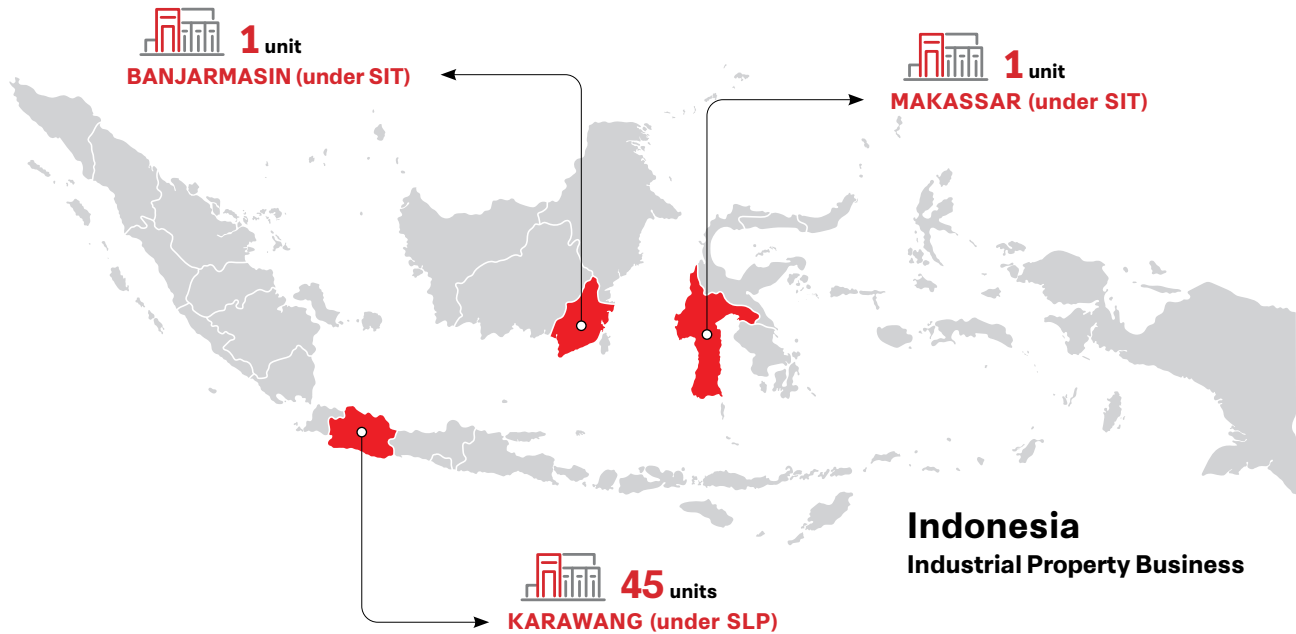 1 unit
BANJARMASIN (under SIT)
1 unit
MAKASSAR (under SIT)
Indonesia
Industrial Property Business
45 units
KARAWANG (under SLP)